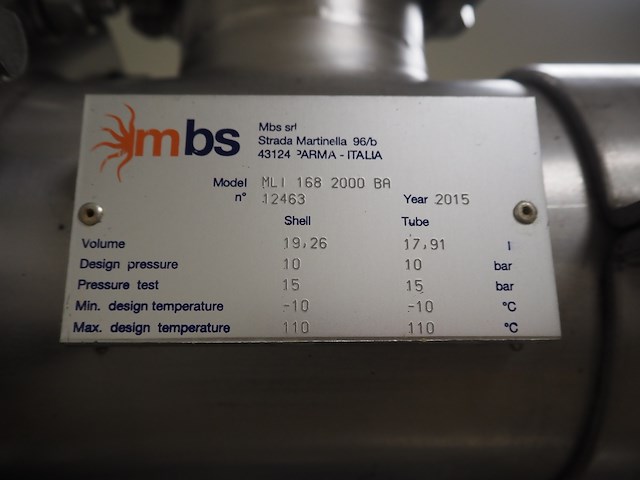 mbs
Mbs srl
Strada Martinella 96/b
43124 PARMA - ITALIA
Model MLI 168 2000 BA
n° 12463 Year 2015
Shell Tube
Volume 19,26 17,91 l
Design pressure 10 10 bar
Pressure test 15 15 bar
Min. design temperature -10 -10 °C
Max. design temperature 110 110 °C